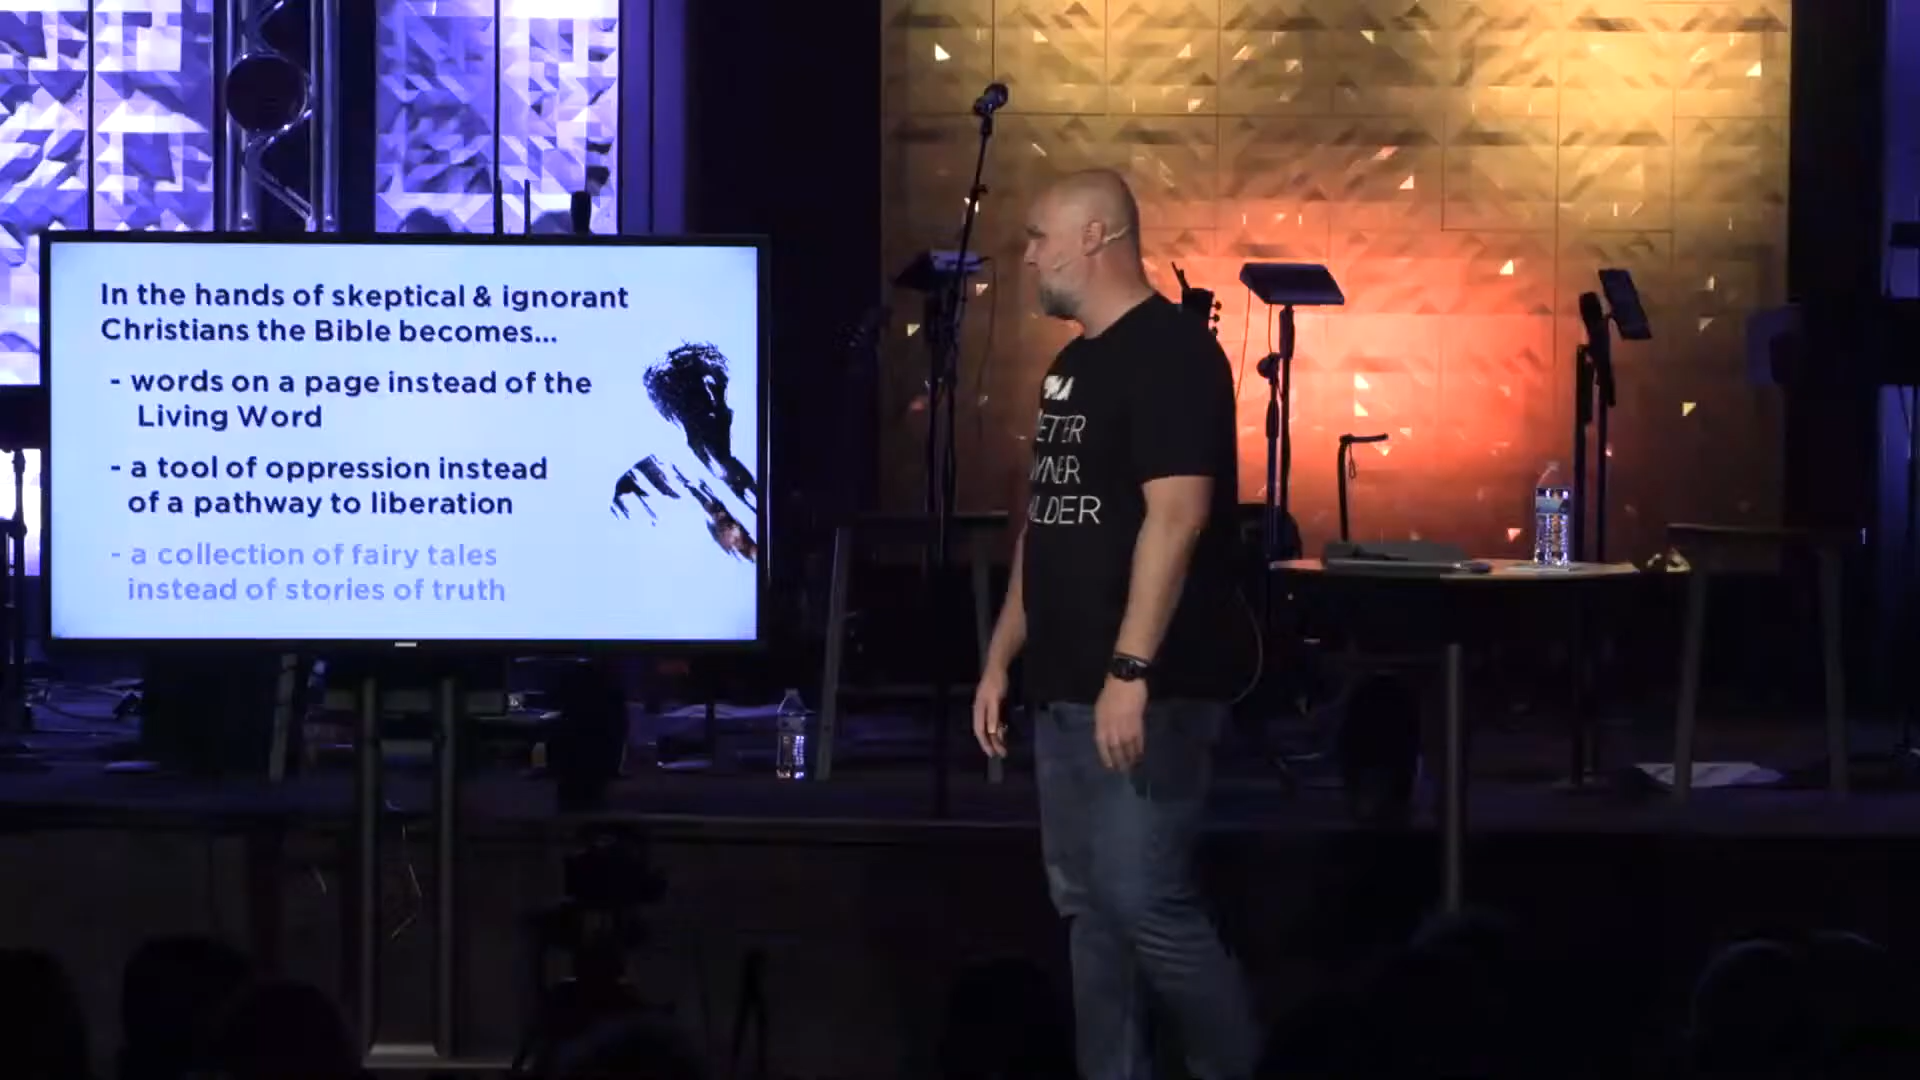 In the hands of skeptical & ignorant
Christians the Bible becomes...
- words on a page instead of the
Living Word
- a tool of oppression instead
of a pathway to liberation
- a collection of fairy tales
instead of stories of truth